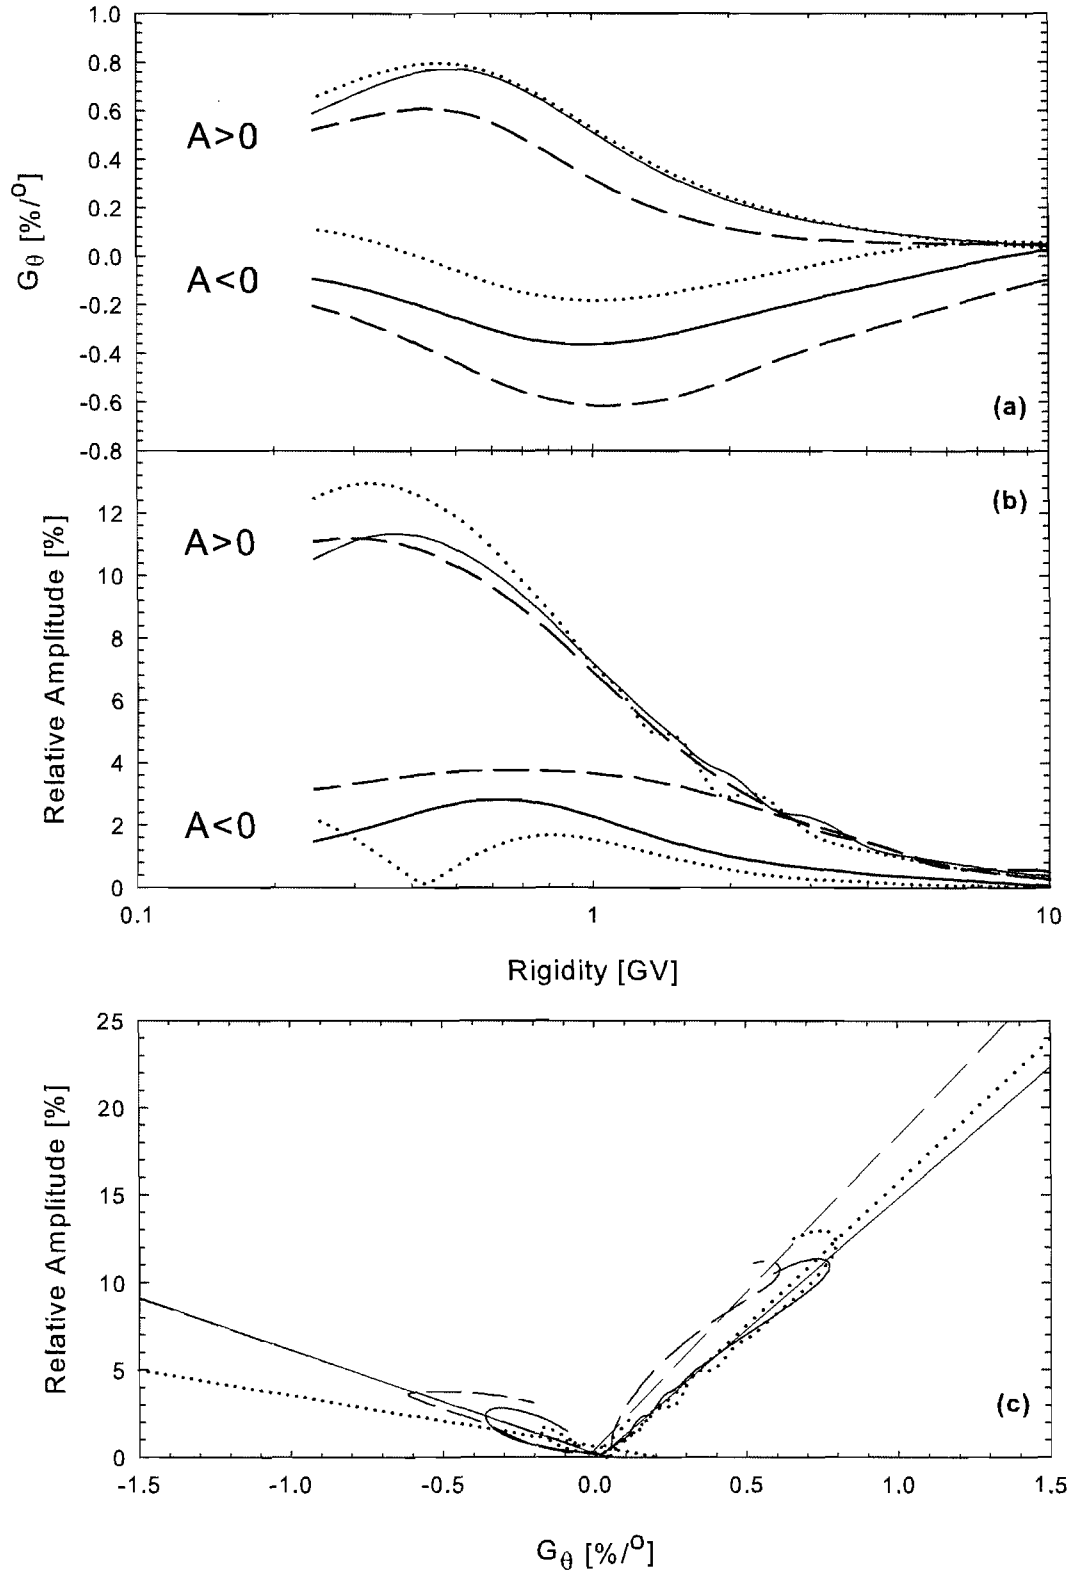 1.0
0.8
0.6
0.4
0.2
0.0
-0.2
-0.4
-0.6
-0.8
Gθ [%/o]
A>0
A<0
(a)
12
10
8
6
4
2
0
Relative Amplitude [%]
A>0
A<0
(b)
0.1 1 10
Rigidity [GV]
25
20
15
10
5
0
Relative Amplitude [%]
(c)
-1.5 -1.0 -0.5 0.0 0.5 1.0 1.5
Gθ [%/o]